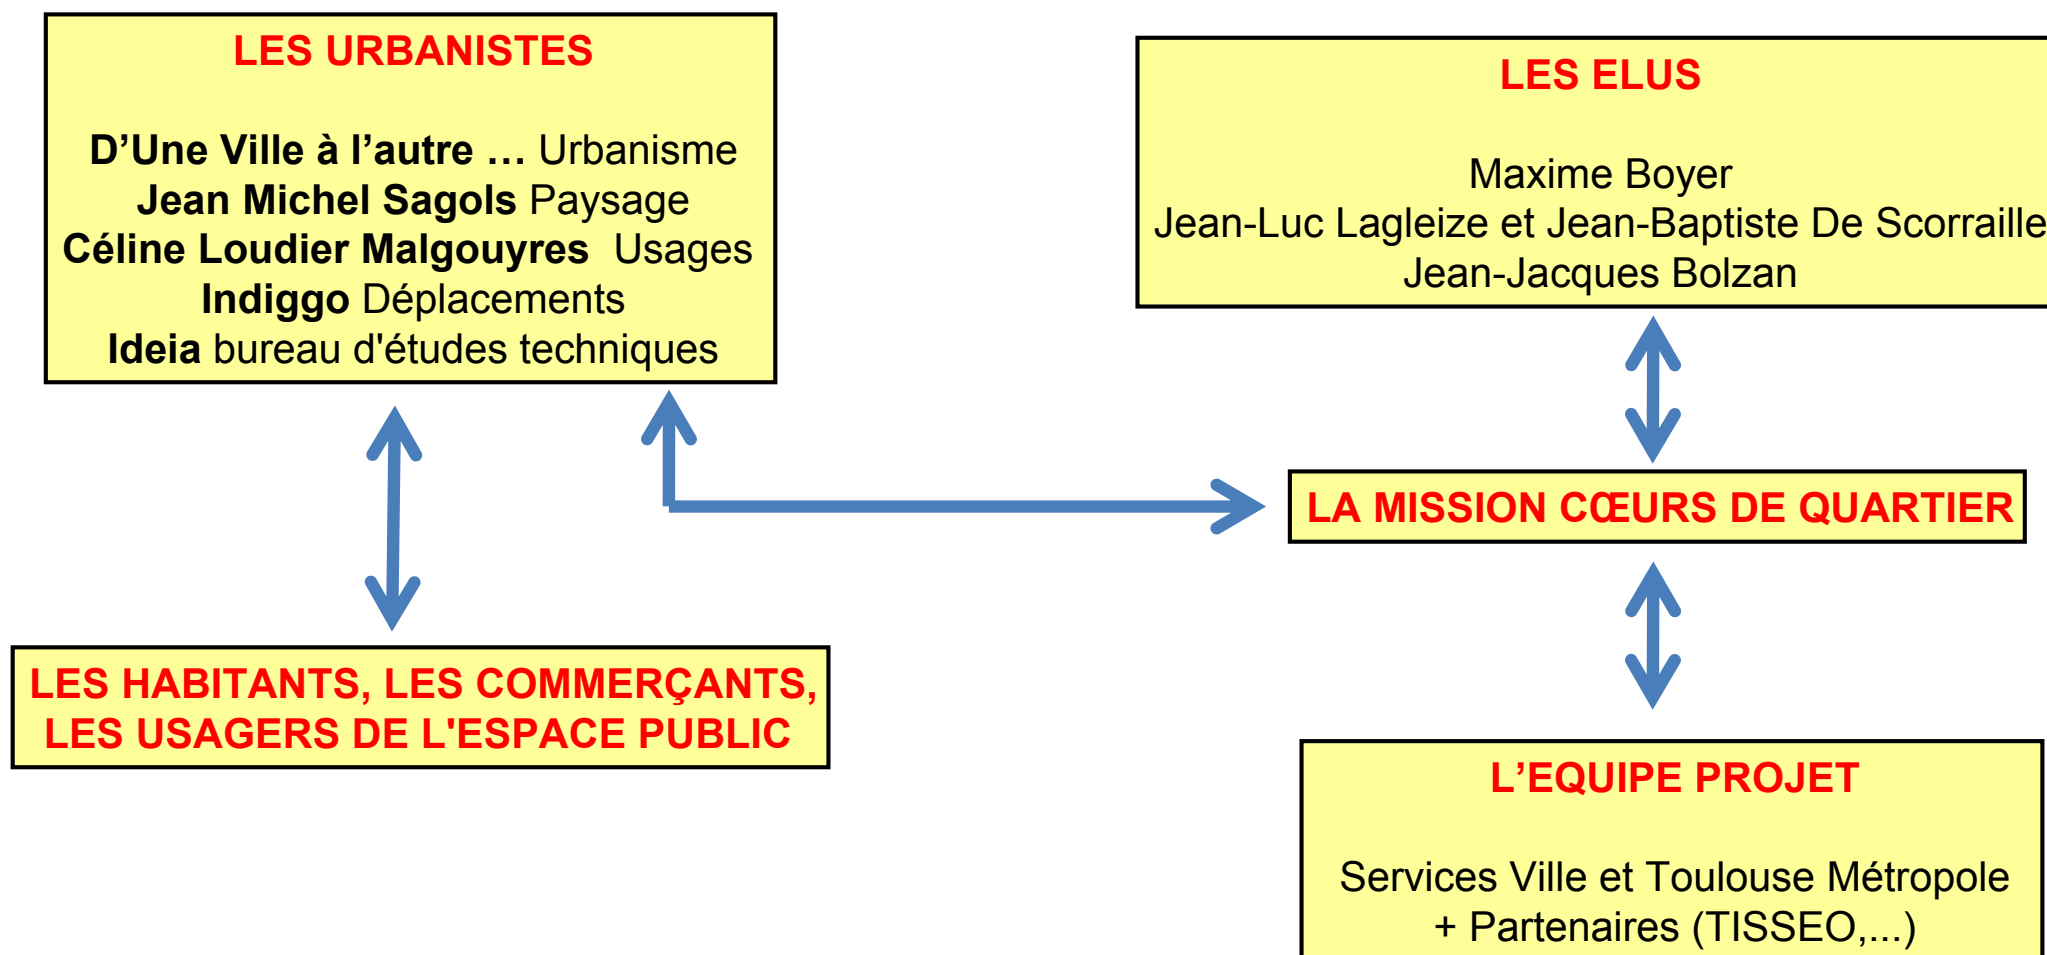 LES URBANISTES
D’Une Ville à l’autre … Urbanisme
Jean Michel Sagols Paysage
Céline Loudier Malgouyres  Usages
Indiggo Déplacements
Ideia bureau d'études techniques
LES ELUS
Maxime Boyer
Jean-Luc Lagleize et Jean-Baptiste De Scorraille
Jean-Jacques Bolzan
LA MISSION CŒURS DE QUARTIER
LES HABITANTS, LES COMMERÇANTS,
LES USAGERS DE L'ESPACE PUBLIC
L’EQUIPE PROJET
Services Ville et Toulouse Métropole
+ Partenaires (TISSEO,...)